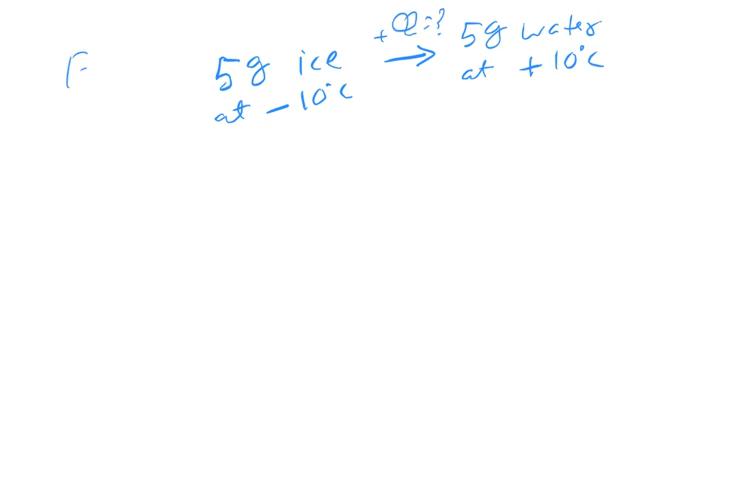 5g ice
at -10°C
+ Q = ?
→
5g water
at +10°C